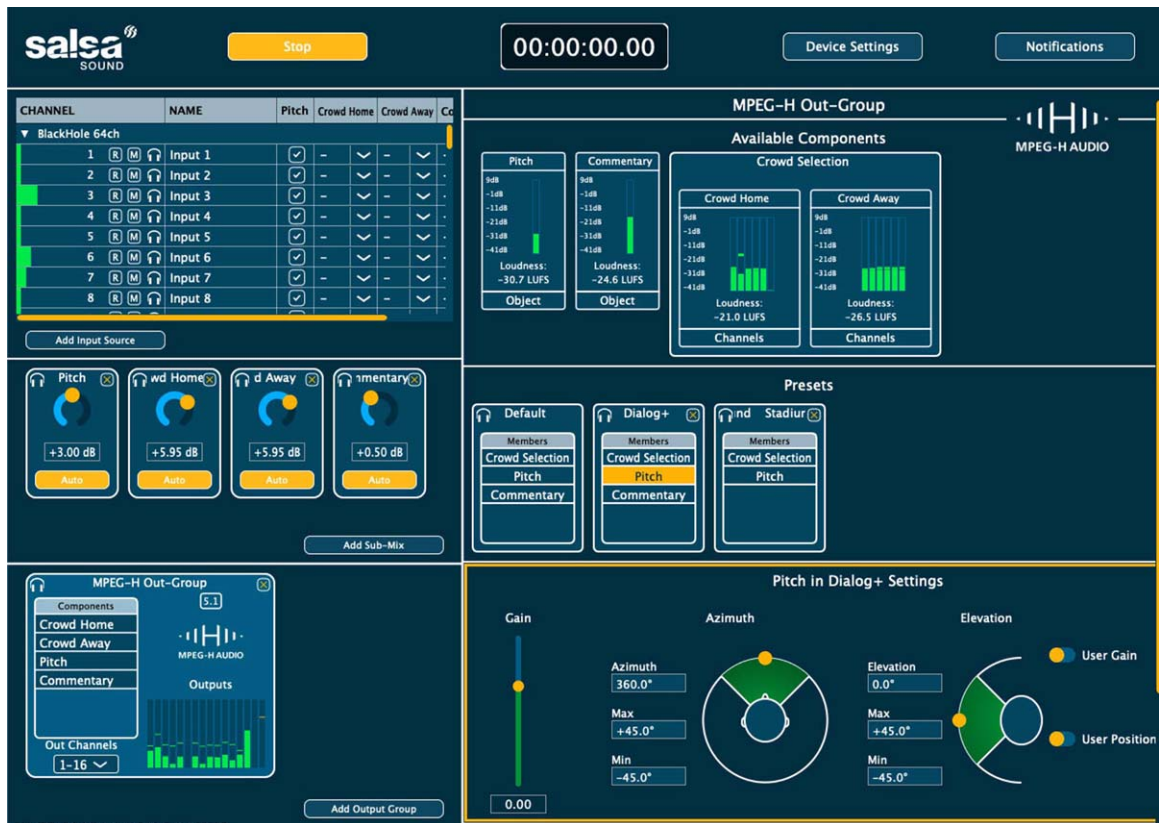 salsa
SOUND
Stop
00:00:00.00
Device Settings
Notifications
CHANNEL NAME Pitch Crowd Home Crowd Away Co
▼ BlackHole 64ch
1 R M Input 1 – –
2 R M Input 2 – –
3 R M Input 3 – –
4 R M Input 4 – –
5 R M Input 5 – –
6 R M Input 6 – –
7 R M Input 7 – –
8 R M Input 8 – –
Add Input Source
Pitch
+3.00 dB
Auto
wd Home
+5.95 dB
Auto
d Away
+5.95 dB
Auto
mentary
+0.50 dB
Auto
Add Sub-Mix
MPEG-H Out-Group
Components
Crowd Home
Crowd Away
Pitch
Commentary
Out Channels
1-16
5.1
MPEG-H AUDIO
Outputs
Add Output Group
MPEG-H Out-Group
MPEG-H AUDIO
Available Components
Pitch
9dB
-1dB
-11dB
-21dB
-31dB
-41dB
Loudness:
-30.7 LUFS
Object
Commentary
9dB
-1dB
-11dB
-21dB
-31dB
-41dB
Loudness:
-24.6 LUFS
Object
Crowd Selection
Crowd Home
9dB
-1dB
-11dB
-21dB
-31dB
-41dB
Loudness:
-21.0 LUFS
Channels
Crowd Away
9dB
-1dB
-11dB
-21dB
-31dB
-41dB
Loudness:
-26.5 LUFS
Channels
Presets
Default
Members
Crowd Selection
Pitch
Commentary
Dialog+
Members
Crowd Selection
Pitch
Commentary
und Stadiur
Members
Crowd Selection
Pitch
Pitch in Dialog+ Settings
Gain
0.00
Azimuth
Azimuth
360.0°
Max
+45.0°
Min
-45.0°
Elevation
Elevation
0.0°
Max
+45.0°
Min
-45.0°
User Gain
User Position